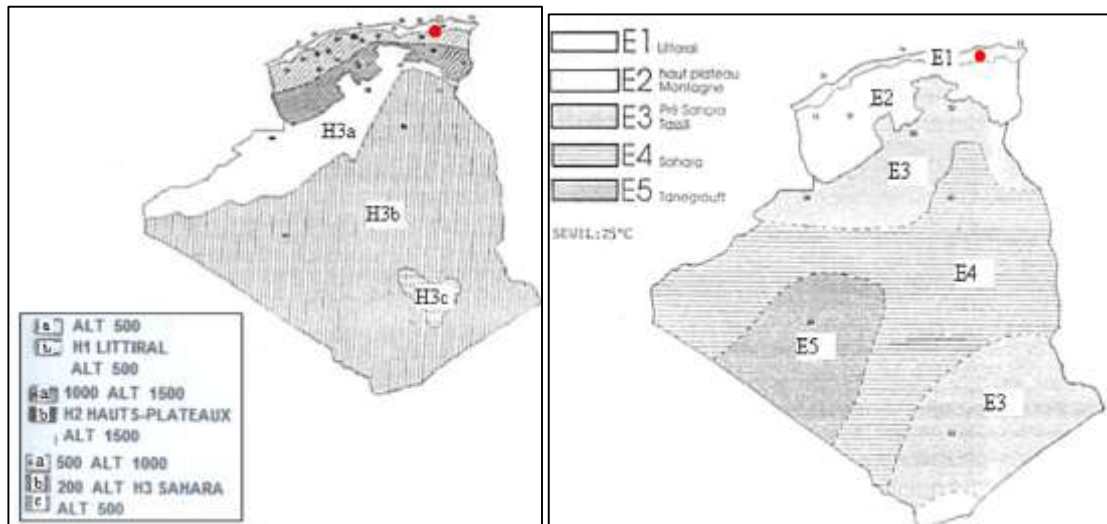 H3a
H3b
H3c
a ALT 500
H1 LITTIRAL
ALT 500
a 1000 ALT 1500
b H2 HAUTS-PLATEAUX
ALT 1500
a 500 ALT 1000
b 200 ALT H3 SAHARA
c ALT 500
E1 Littoral
E2 haut plateau
Montagne
E3 Pré Sahara
Tassili
E4 Sahara
E5 Tanegrouft
SEUIL:25°C
E1
E2
E3
E4
E5
E3